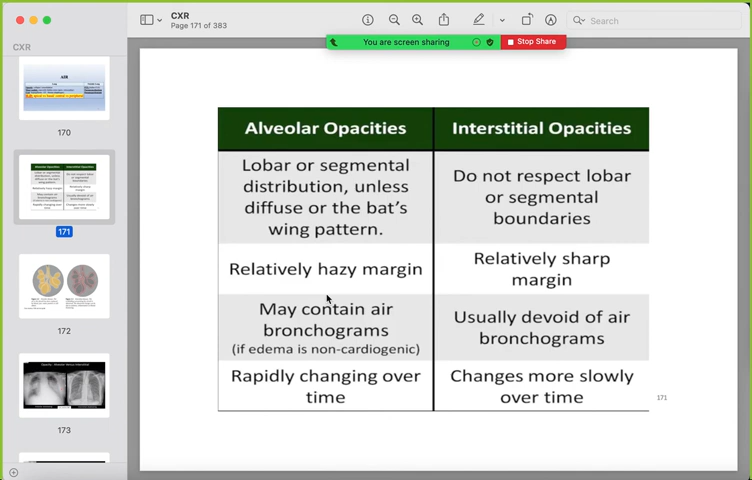 CXR
Page 171 of 383
Search
You are screen sharing
Stop Share
CXR
AIR
170
171
172
173
Alveolar Opacities
Interstitial Opacities
Lobar or segmental
distribution, unless
diffuse or the bat's
wing pattern.
Do not respect lobar
or segmental
boundaries
Relatively hazy margin
Relatively sharp
margin
May contain air
bronchograms
(if edema is non-cardiogenic)
Usually devoid of air
bronchograms
Rapidly changing over
time
Changes more slowly
over time
171